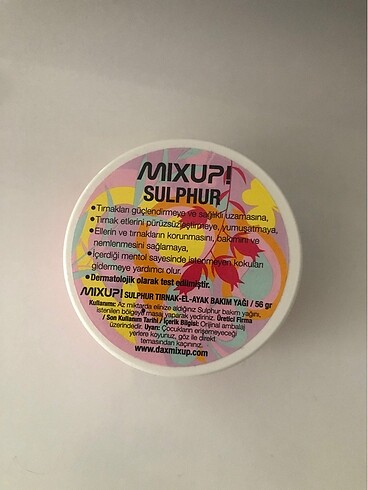 MIXUP!
SULPHUR
•Tırnakları güçlendirmeye ve sağlıklı uzamasına,
•Tırnak etlerini pürüzsüzleştirmeye, yumuşatmaya,
•Ellerin ve tırnakların korunmasını, bakımını ve
nemlenmesini sağlamaya,
•İçerdiği mentol sayesinde istenmeyen kokuları
gidermeye yardımcı olur.
•Dermatolojik olarak test edilmiştir.
MIXUP! SULPHUR TIRNAK-EL-AYAK BAKIM YAĞI / 56 gr
Kullanımı: Az miktarda elinize aldığınız Sulphur bakım yağını,
istenilen bölgeye masaj yaparak yediriniz. Üretici Firma
/ Son Kullanım Tarihi / İçerik Bilgisi: Orijinal ambalaj
üzerindedir. Uyarı: Çocukların erişemeyeceği
yerlere koyunuz, göz ile direkt
temasından kaçınınız.
www.daxmixup.com